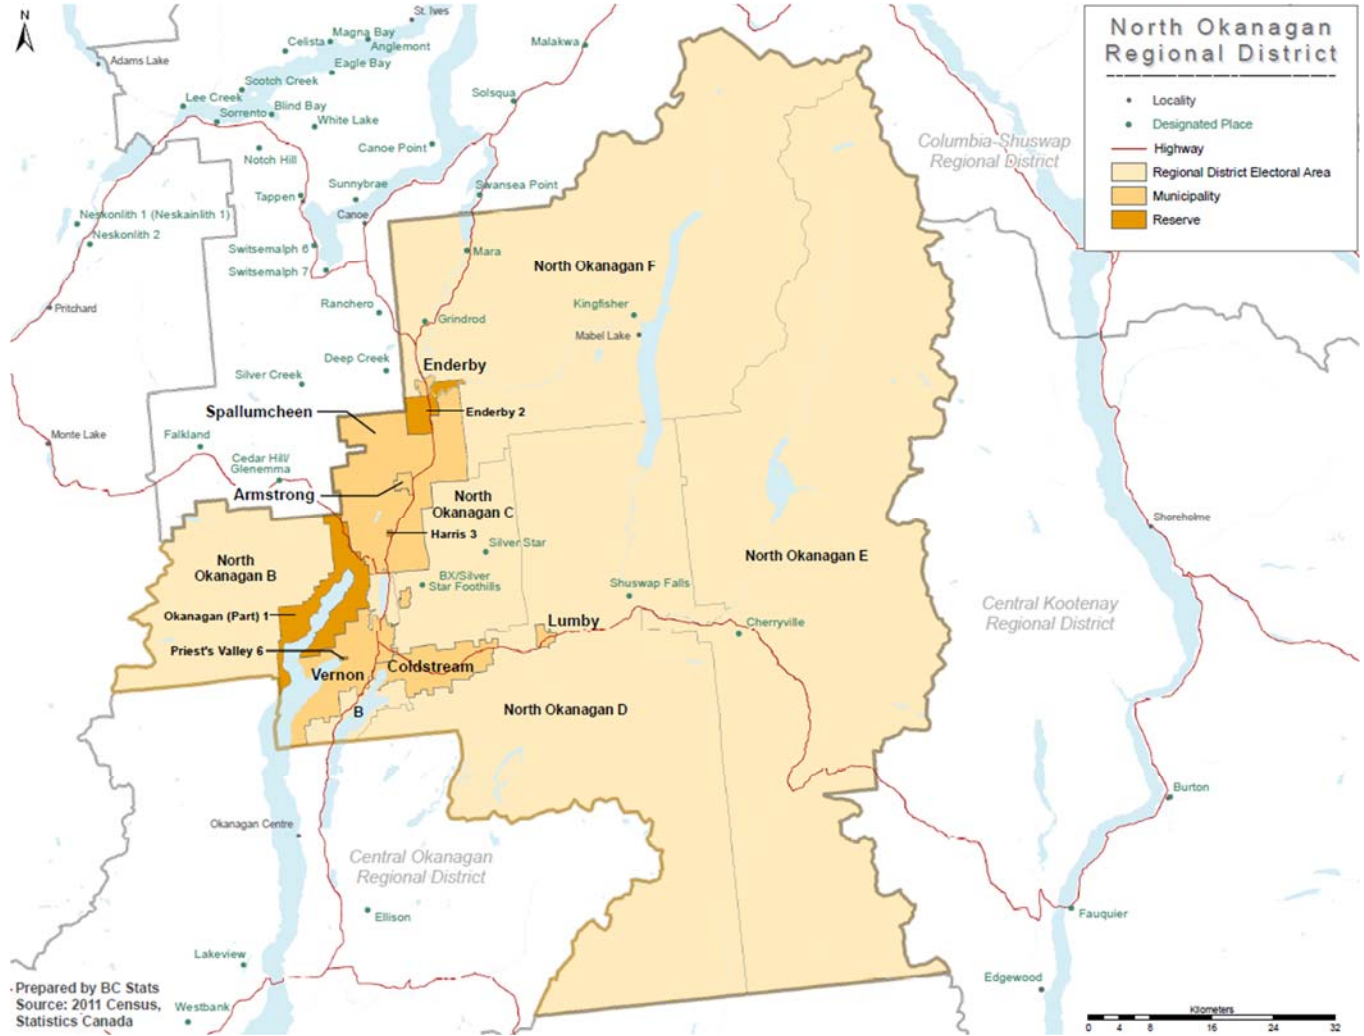 N
North Okanagan
Regional District
Locality
Designated Place
Highway
Regional District Electoral Area
Municipality
Reserve
St. Ives
Magna Bay
Celista
Anglemont
Malakwa
Adams Lake
Eagle Bay
Scotch Creek
Solsqua
Lee Creek
Blind Bay
Sorrento
White Lake
Columbia-Shuswap
Regional District
Canoe Point
Notch Hill
Sunnybrae
Swansea Point
Tappen
Canoe
Neskonlith 1 (Neskainlith 1)
Neskonlith 2
Switsemalph 6
Mara
North Okanagan F
Switsemalph 7
Ranchero
Kingfisher
Pritchard
Grindrod
Mabel Lake
Deep Creek
Enderby
Silver Creek
Spallumcheen
Enderby 2
Monte Lake
Falkland
Cedar Hill/
Glenemma
Armstrong
North
Okanagan C
Shoreholme
Harris 3
Silver Star
North Okanagan E
North
Okanagan B
BX/Silver
Star Foothills
Shuswap Falls
Central Kootenay
Regional District
Okanagan (Part) 1
Lumby
Cherryville
Priest's Valley 6
Coldstream
Vernon
B
North Okanagan D
Burton
Okanagan Centre
Central Okanagan
Regional District
Ellison
Fauquier
Lakeview
Edgewood
Prepared by BC Stats
Source: 2011 Census,
Statistics Canada
Westbank
Kilometers
0 4 8 16 24 32